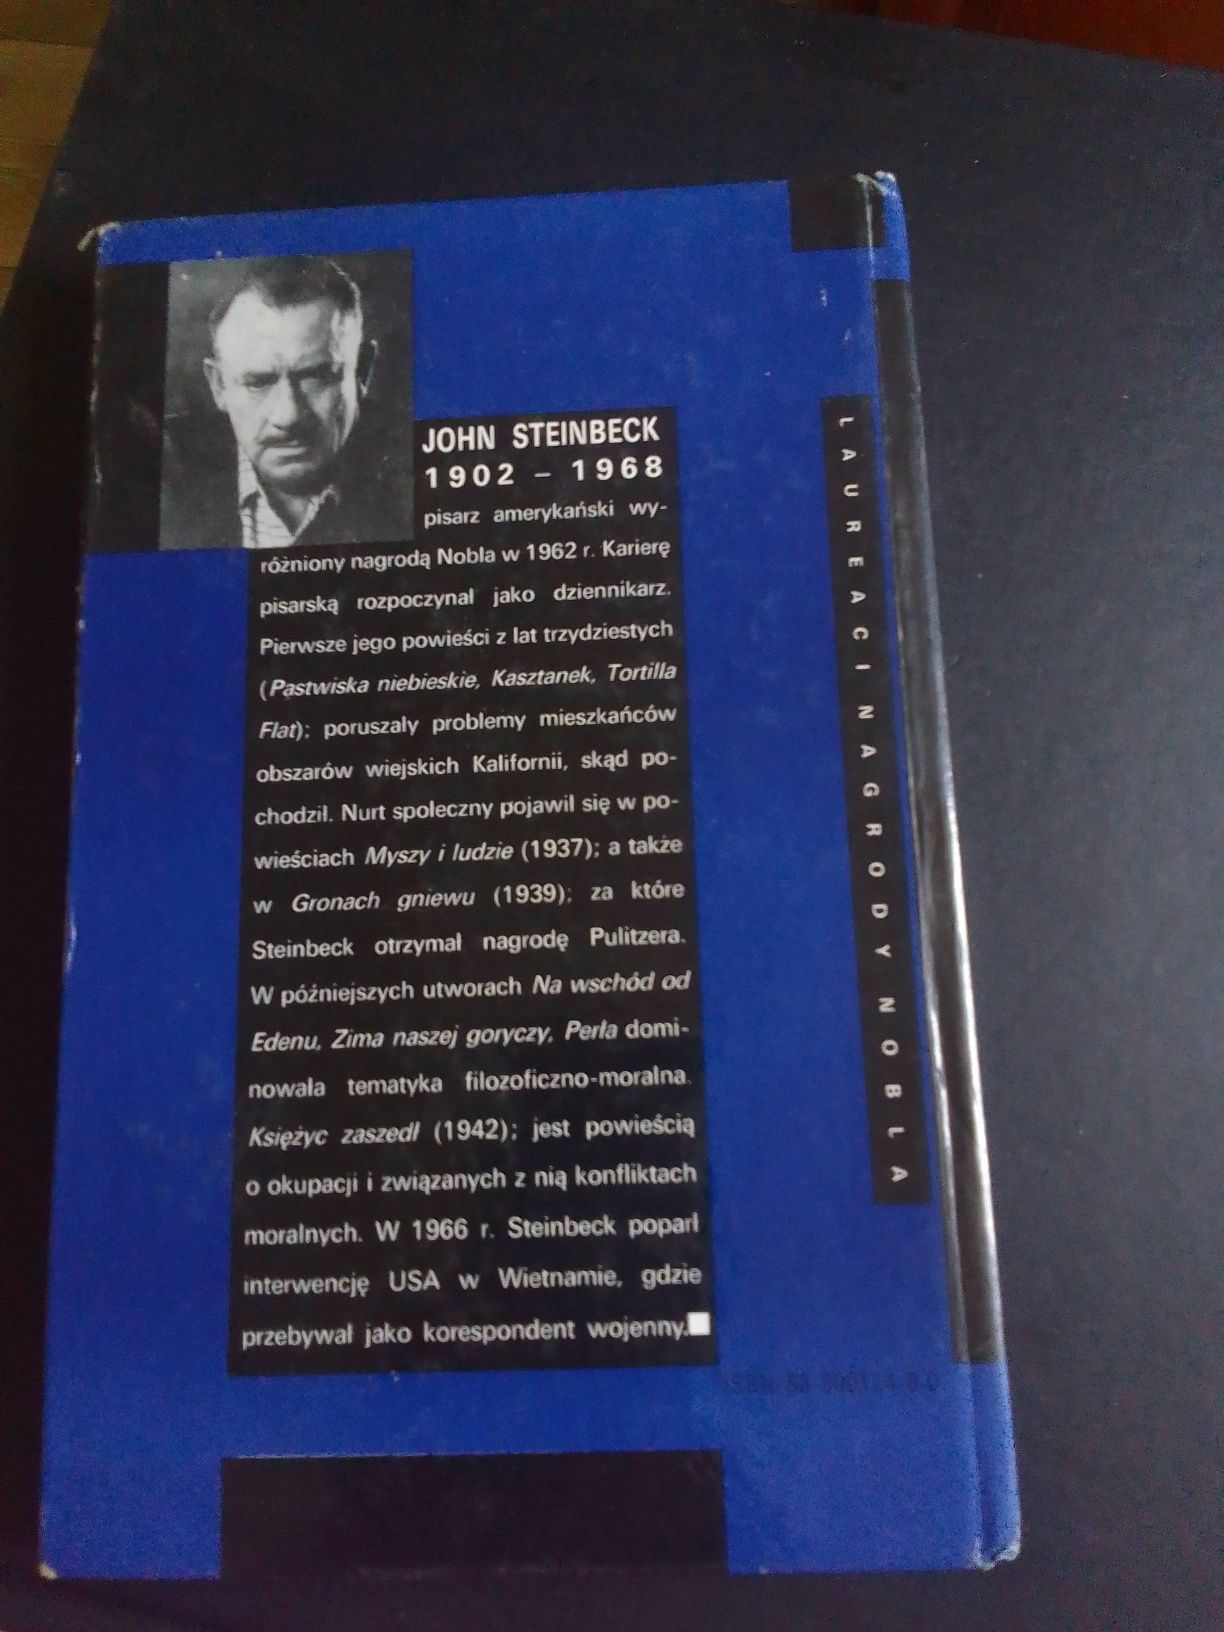 JOHN STEINBECK
1902 – 1968
pisarz amerykański wy-
różniony nagrodą Nobla w 1962 r. Karierę
pisarską rozpoczynał jako dziennikarz.
Pierwsze jego powieści z lat trzydziestych
(Pastwiska niebieskie, Kasztanek, Tortilla
Flat); poruszały problemy mieszkańców
obszarów wiejskich Kalifornii, skąd po-
chodził. Nurt społeczny pojawił się w po-
wieściach Myszy i ludzie (1937); a także
w Gronach gniewu (1939); za które
Steinbeck otrzymał nagrodę Pulitzera.
W późniejszych utworach Na wschód od
Edenu, Zima naszej goryczy, Perła domi-
nowała tematyka filozoficzno-moralna.
Księżyc zaszedł (1942); jest powieścią
o okupacji i związanych z nią konfliktach
moralnych. W 1966 r. Steinbeck poparł
interwencję USA w Wietnamie, gdzie
przebywał jako korespondent wojenny.
LAUREACI NAGRODY NOBLA
ISBN